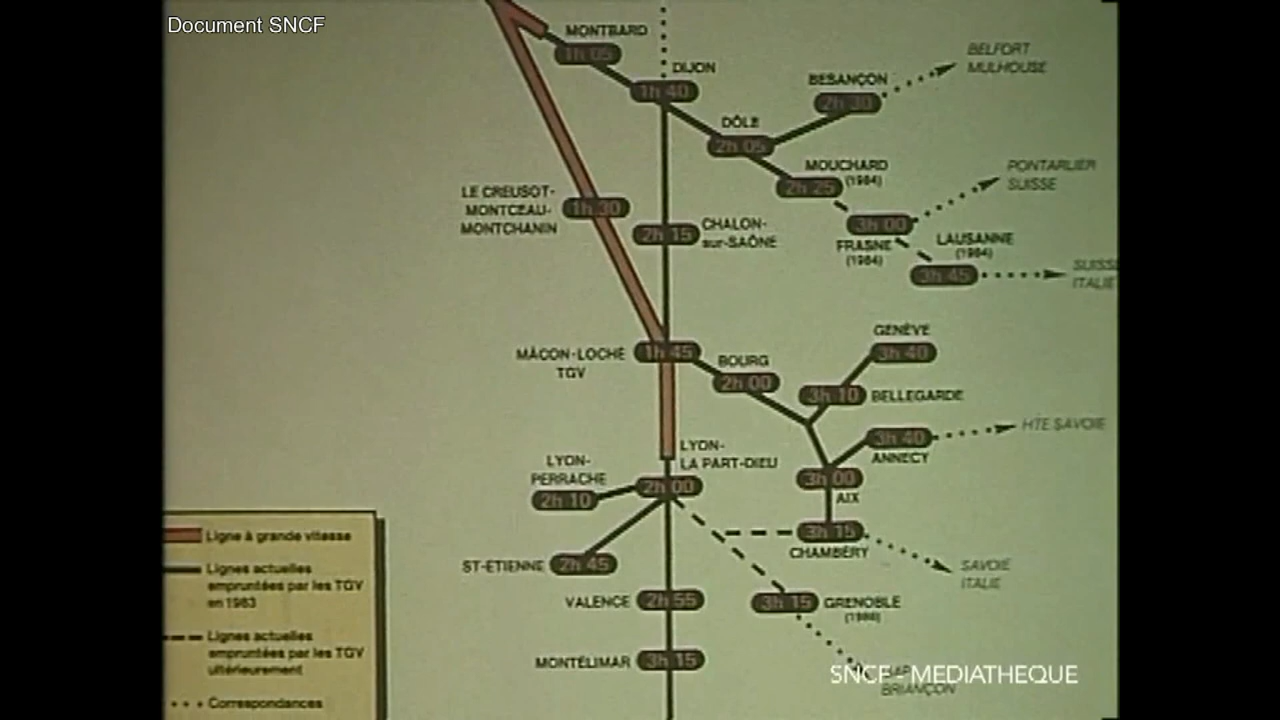 Document SNCF
MONTBARD
1h 05
DIJON
1h 40
BESANÇON
2h 30
BELFORT
MULHOUSE
DÔLE
2h 05
MOUCHARD
(1984)
2h 25
PONTARLIER
SUISSE
LE CREUSOT-
MONTCEAU-
MONTCHANIN
1h 30
2h 15
CHALON-
sur-SAÔNE
3h 00
FRASNE
(1984)
LAUSANNE
(1984)
3h 45
SUISSE
ITALIE
MÂCON-LOCHE
TGV
1h 45
BOURG
2h 00
GENÈVE
3h 40
3h 10
BELLEGARDE
3h 40
ANNECY
HTE SAVOIE
LYON-
LA PART-DIEU
2h 00
LYON-
PERRACHE
2h 10
3h 00
AIX
3h 15
CHAMBÉRY
SAVOIE
ITALIE
ST-ETIENNE
2h 45
VALENCE
2h 55
3h 15
GRENOBLE
MONTÉLIMAR
3h 15
BRIANÇON
Ligne à grande vitesse
Lignes actuelles
empruntées par les TGV
en 1983
Lignes actuelles
empruntées par les TGV
ultérieurement
Correspondances
SNCF - MEDIATHEQUE